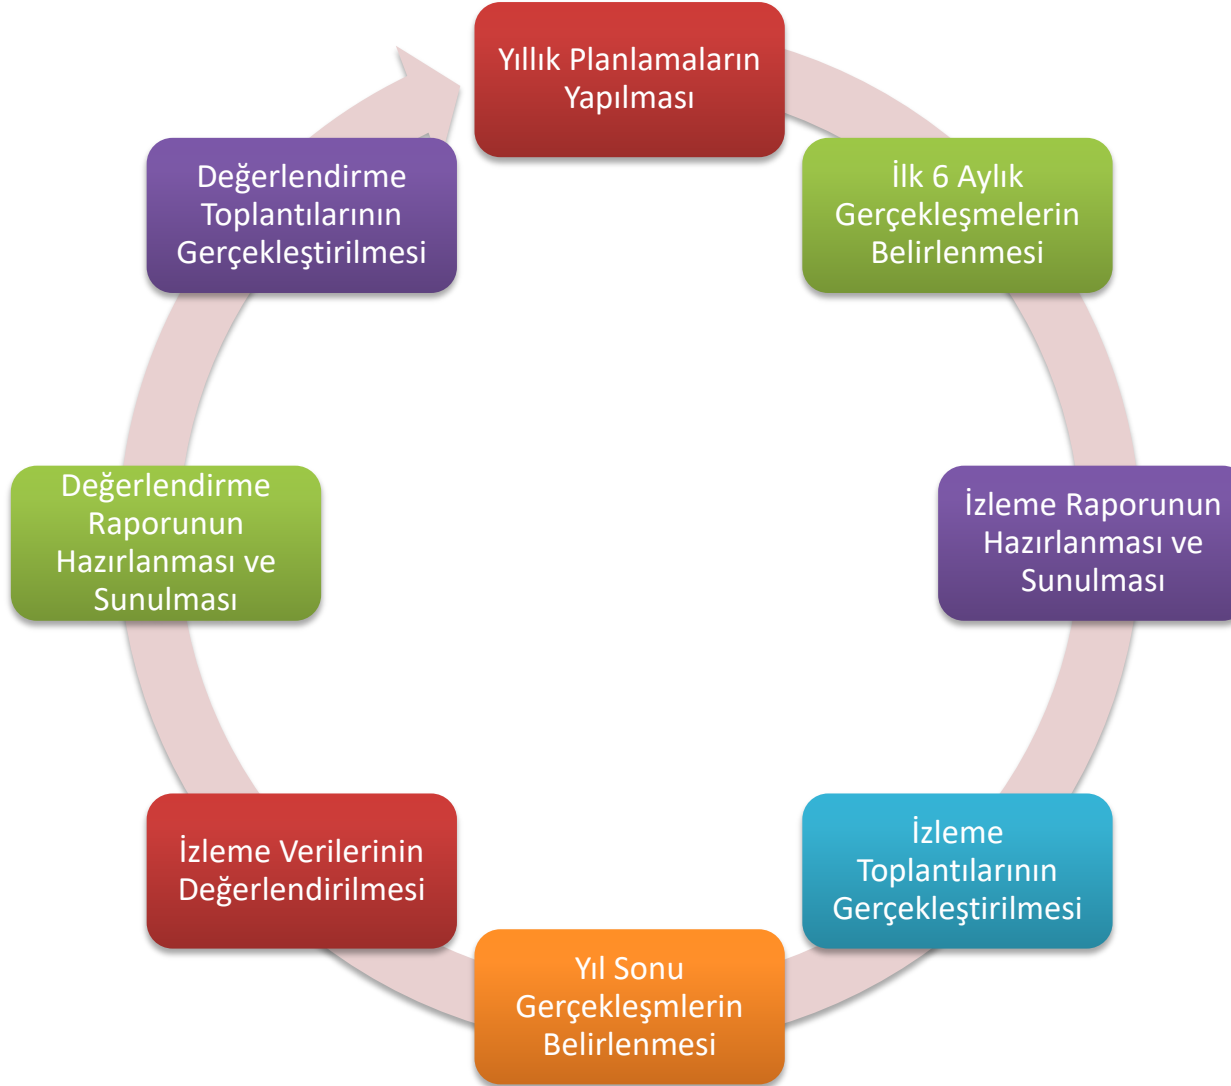 Yıllık Planlamaların
Yapılması
İlk 6 Aylık
Gerçekleşmelerin
Belirlenmesi
İzleme Raporunun
Hazırlanması ve
Sunulması
İzleme
Toplantılarının
Gerçekleştirilmesi
Yıl Sonu
Gerçekleşmlerin
Belirlenmesi
İzleme Verilerinin
Değerlendirilmesi
Değerlendirme
Raporunun
Hazırlanması ve
Sunulması
Değerlendirme
Toplantılarının
Gerçekleştirilmesi